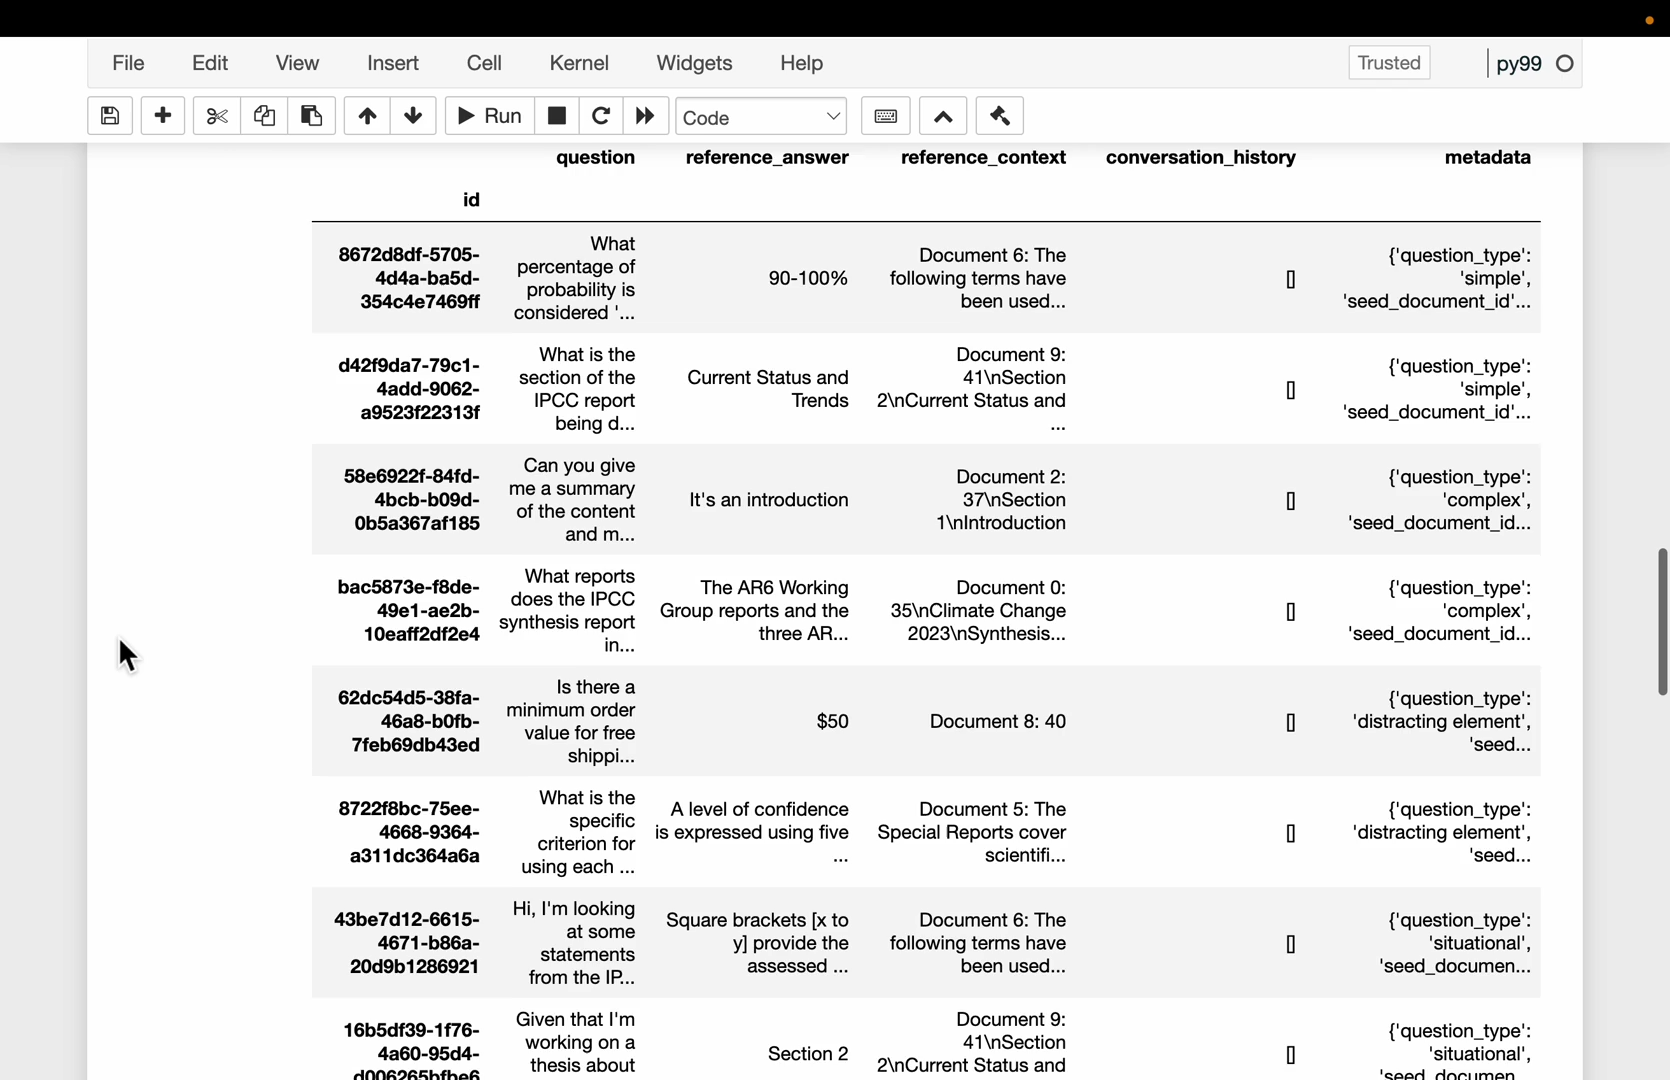 File Edit View Insert Cell Kernel Widgets Help Trusted py99
Run Code
question reference_answer reference_context conversation_history metadata
id
8672d8df-5705-
4d4a-ba5d-
354c4e7469ff
What
percentage of
probability is
considered '...
90-100%
Document 6: The
following terms have
been used...
[]
{'question_type':
'simple',
'seed_document_id'...
d42f9da7-79c1-
4add-9062-
a9523f22313f
What is the
section of the
IPCC report
being d...
Current Status and
Trends
Document 9:
41\nSection
2\nCurrent Status and
...
[]
{'question_type':
'simple',
'seed_document_id'...
58e6922f-84fd-
4bcb-b09d-
0b5a367af185
Can you give
me a summary
of the content
and m...
It's an introduction
Document 2:
37\nSection
1\nIntroduction
[]
{'question_type':
'complex',
'seed_document_id...
bac5873e-f8de-
49e1-ae2b-
10eaff2df2e4
What reports
does the IPCC
synthesis report
in...
The AR6 Working
Group reports and the
three AR...
Document 0:
35\nClimate Change
2023\nSynthesis...
[]
{'question_type':
'complex',
'seed_document_id...
62dc54d5-38fa-
46a8-b0fb-
7feb69db43ed
Is there a
minimum order
value for free
shippi...
$50
Document 8: 40
[]
{'question_type':
'distracting element',
'seed...
8722f8bc-75ee-
4668-9364-
a311dc364a6a
What is the
specific
criterion for
using each ...
A level of confidence
is expressed using five
...
Document 5: The
Special Reports cover
scientifi...
[]
{'question_type':
'distracting element',
'seed...
43be7d12-6615-
4671-b86a-
20d9b1286921
Hi, I'm looking
at some
statements
from the IP...
Square brackets [x to
y] provide the
assessed ...
Document 6: The
following terms have
been used...
[]
{'question_type':
'situational',
'seed_documen...
16b5df39-1f76-
4a60-95d4-
d006265bfbe6
Given that I'm
working on a
thesis about
Section 2
Document 9:
41\nSection
2\nCurrent Status and
[]
{'question_type':
'situational',
'seed_documen...